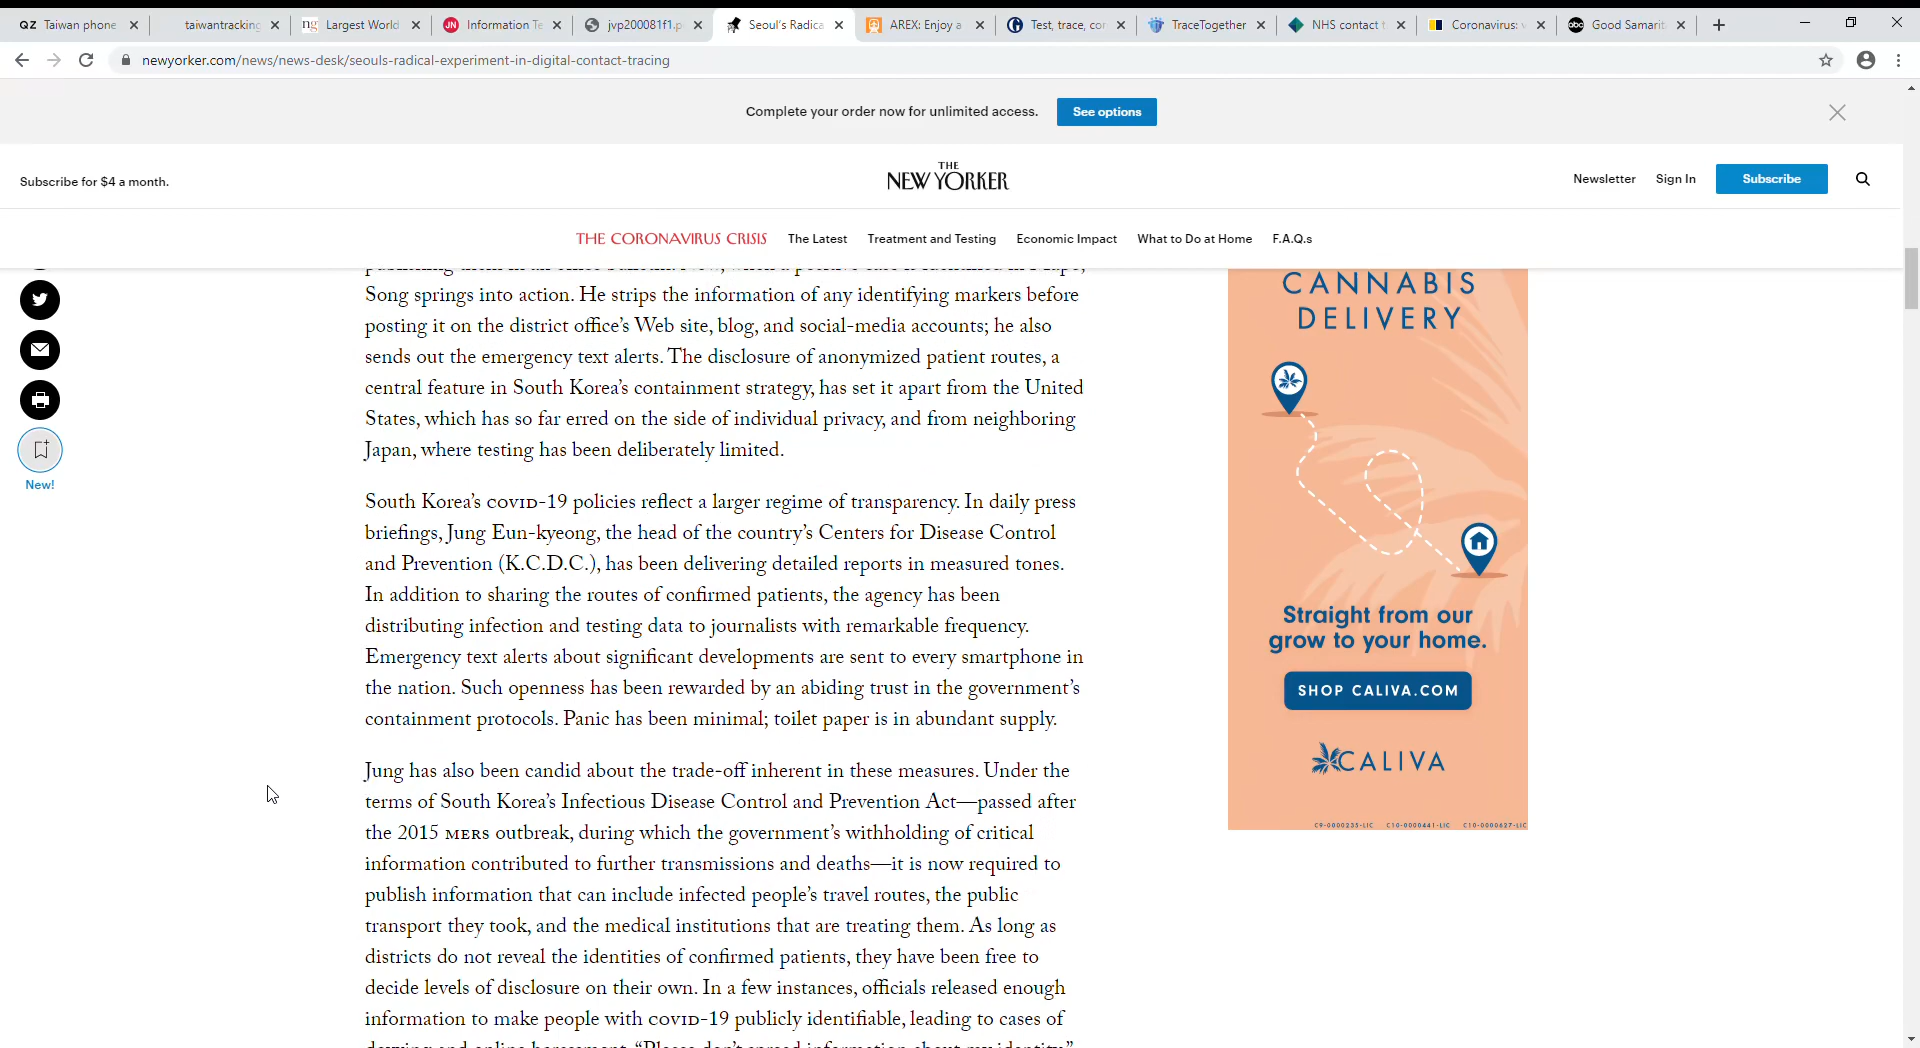 QZ Taiwan phone
taiwantracking
ng Largest World
JN Information Te
jvp200081f1.p
Seoul's Radica
AREX: Enjoy a
Test, trace, co
TraceTogether
NHS contact t
Coronavirus: v
abc Good Samarit
newyorker.com/news/news-desk/seouls-radical-experiment-in-digital-contact-tracing
Complete your order now for unlimited access.
See options
Subscribe for $4 a month.
THE
NEW YORKER
Newsletter
Sign In
Subscribe
THE CORONAVIRUS CRISIS
The Latest
Treatment and Testing
Economic Impact
What to Do at Home
F.A.Q.s
Song springs into action. He strips the information of any identifying markers before
posting it on the district office's Web site, blog, and social-media accounts; he also
sends out the emergency text alerts. The disclosure of anonymized patient routes, a
central feature in South Korea's containment strategy, has set it apart from the United
States, which has so far erred on the side of individual privacy, and from neighboring
Japan, where testing has been deliberately limited.
New!
South Korea's COVID-19 policies reflect a larger regime of transparency. In daily press
briefings, Jung Eun-kyeong, the head of the country's Centers for Disease Control
and Prevention (K.C.D.C.), has been delivering detailed reports in measured tones.
In addition to sharing the routes of confirmed patients, the agency has been
distributing infection and testing data to journalists with remarkable frequency.
Emergency text alerts about significant developments are sent to every smartphone in
the nation. Such openness has been rewarded by an abiding trust in the government's
containment protocols. Panic has been minimal; toilet paper is in abundant supply.
Jung has also been candid about the trade-off inherent in these measures. Under the
terms of South Korea's Infectious Disease Control and Prevention Act—passed after
the 2015 MERS outbreak, during which the government's withholding of critical
information contributed to further transmissions and deaths—it is now required to
publish information that can include infected people's travel routes, the public
transport they took, and the medical institutions that are treating them. As long as
districts do not reveal the identities of confirmed patients, they have been free to
decide levels of disclosure on their own. In a few instances, officials released enough
information to make people with COVID-19 publicly identifiable, leading to cases of
CANNABIS
DELIVERY
Straight from our
grow to your home.
SHOP CALIVA.COM
CALIVA
C9-0000235-LIC C10-0000441-LIC C10-0000627-LIC